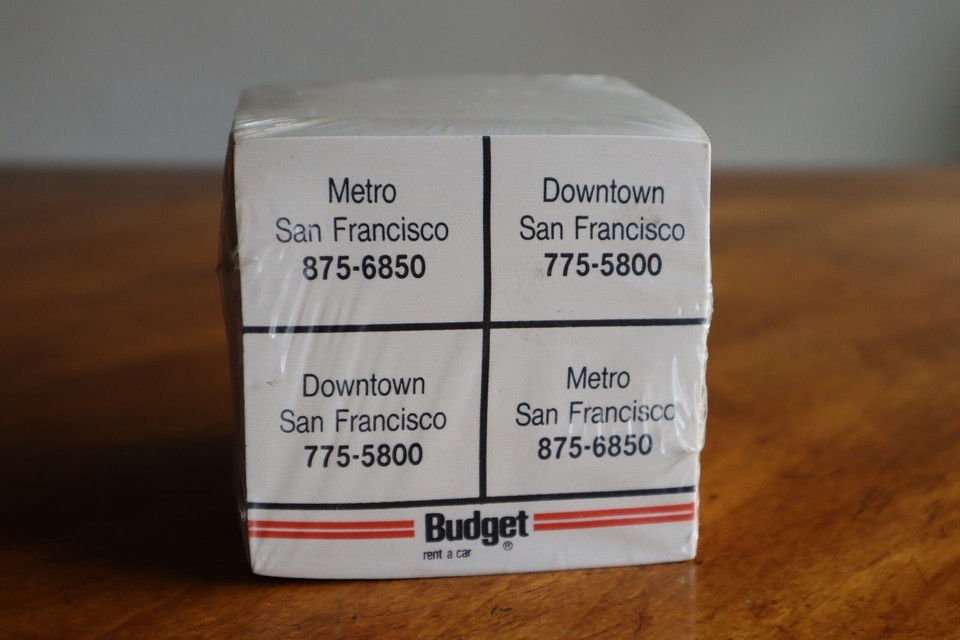 Metro
San Francisco
875-6850
Downtown
San Francisco
775-5800
Downtown
San Francisco
775-5800
Metro
San Francisco
875-6850
Budget
rent a car ®